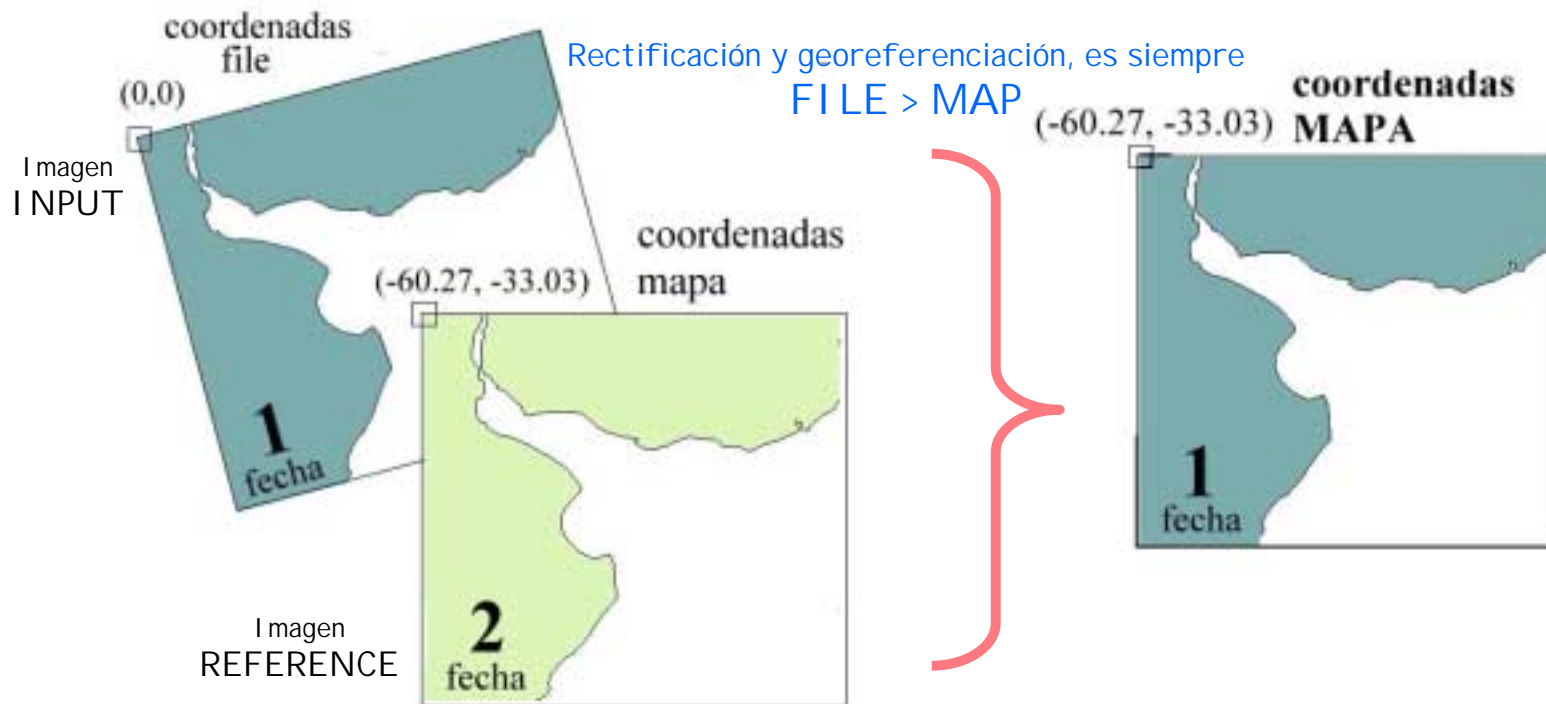 coordenadas
file
(0,0)
Imagen
INPUT
1
fecha
Rectificación y georeferenciación, es siempre
FILE > MAP
coordenadas
mapa
(-60.27, -33.03)
Imagen
REFERENCE
2
fecha
coordenadas
MAPA
(-60.27, -33.03)
1
fecha